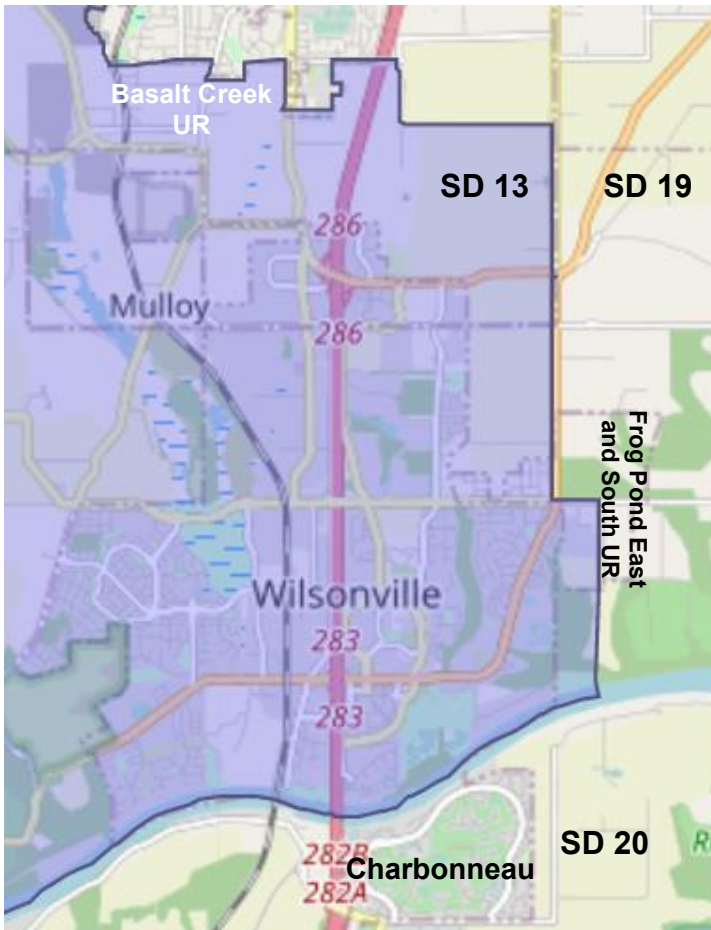 Basalt Creek
UR
SD 13
SD 19
286
Mulloy
286
Frog Pond East
and South UR
Wilsonville
283
283
SD 20
282B
Charbonneau
282A